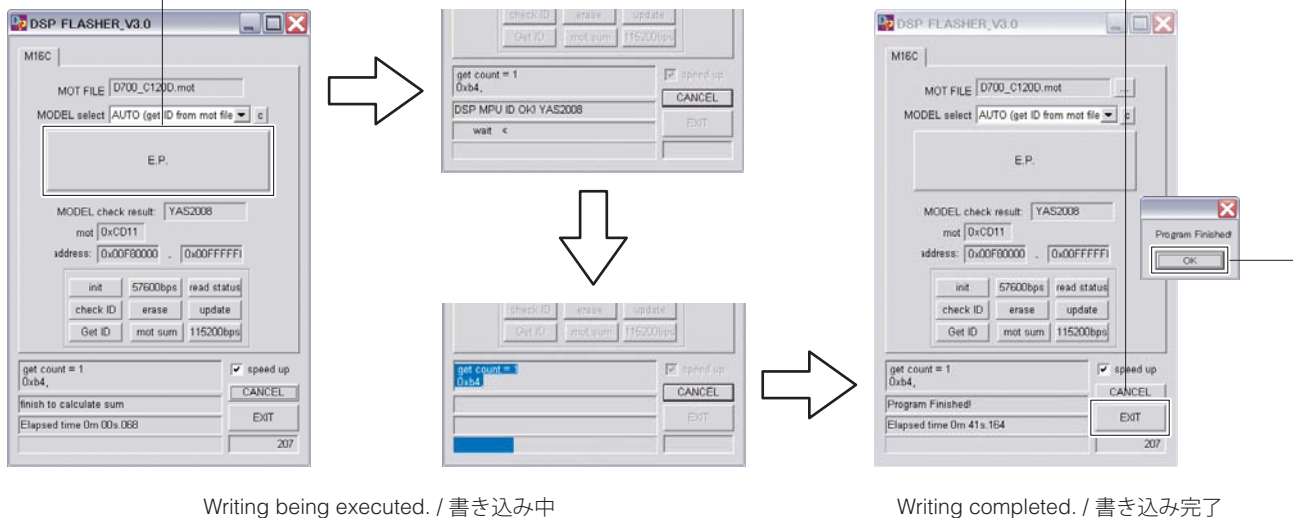 DSP FLASHER_V3.0
M16C
MOT FILE D700_C120D.mot
MODEL select AUTO (get ID from mot file c
E.P.
MODEL check result: YAS2008
mot 0xCD11
address: 0x00F80000 - 0x00FFFFF
init 57600bps read status
check ID erase update
Get ID mot sum 115200bps
get count = 1
0xb4, speed up
CANCEL
finish to calculate sum
EXIT
Elapsed time 0m 00s.068
207
check ID erase update
Get ID mot sum 115200bps
get count = 1
0xb4, speed up
CANCEL
DSP MPU ID OK! YAS2008
EXIT
wait c
check ID erase update
Get ID mot sum 115200bps
get count = 1
0xb4, speed up
CANCEL
EXIT
Writing being executed. / 書き込み中
DSP FLASHER_V3.0
M16C
MOT FILE D700_C120D.mot ...
MODEL select AUTO (get ID from mot file c
E.P.
MODEL check result: YAS2008
mot 0xCD11
address: 0x00F80000 - 0x00FFFFF
init 57600bps read status
check ID erase update
Get ID mot sum 115200bps
get count = 1
0xb4, speed up
CANCEL
Program Finished!
EXIT
Elapsed time 0m 41s.164
207
Program Finished!
OK
Writing completed. / 書き込み完了